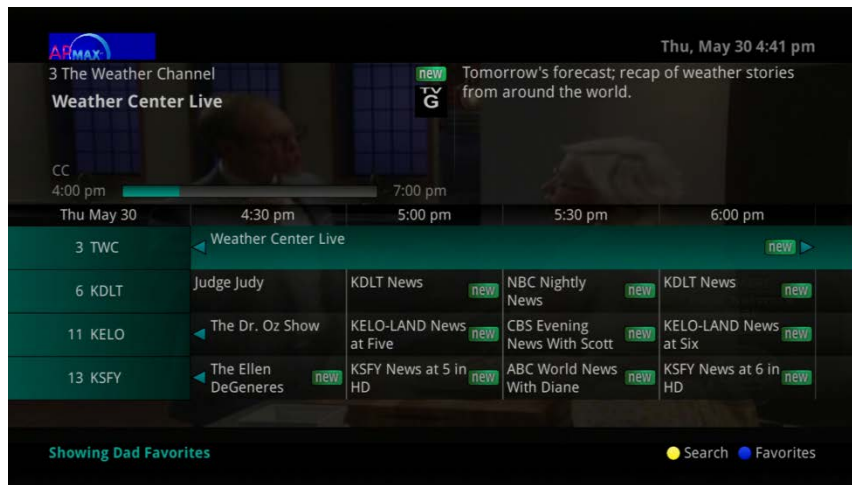 APMAX
Thu, May 30 4:41 pm
3 The Weather Channel
new
Tomorrow's forecast; recap of weather stories
from around the world.
Weather Center Live
TV
G
CC
4:00 pm
7:00 pm
Thu May 30 4:30 pm 5:00 pm 5:30 pm 6:00 pm
3 TWC
Weather Center Live
new
6 KDLT
Judge Judy
KDLT News
new
NBC Nightly
News
new
KDLT News
new
11 KELO
The Dr. Oz Show
KELO-LAND News
at Five
new
CBS Evening
News With Scott
new
KELO-LAND News
at Six
new
13 KSFY
The Ellen
DeGeneres
new
KSFY News at 5 in
HD
new
ABC World News
With Diane
new
KSFY News at 6 in
HD
new
Showing Dad Favorites
Search Favorites